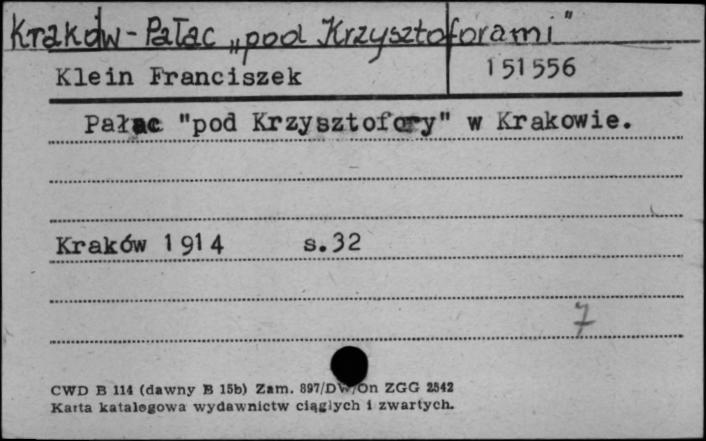 Kraków - Pałac „pod Krzysztoforami"
Klein Franciszek 151556
Pałac "pod Krzysztofory" w Krakowie.
Kraków 1914 s.32
7
CWD B 114 (dawny B 15b) Zam. 897/DW/On ZGG 2542
Karta katalogowa wydawnictw ciągłych i zwartych.